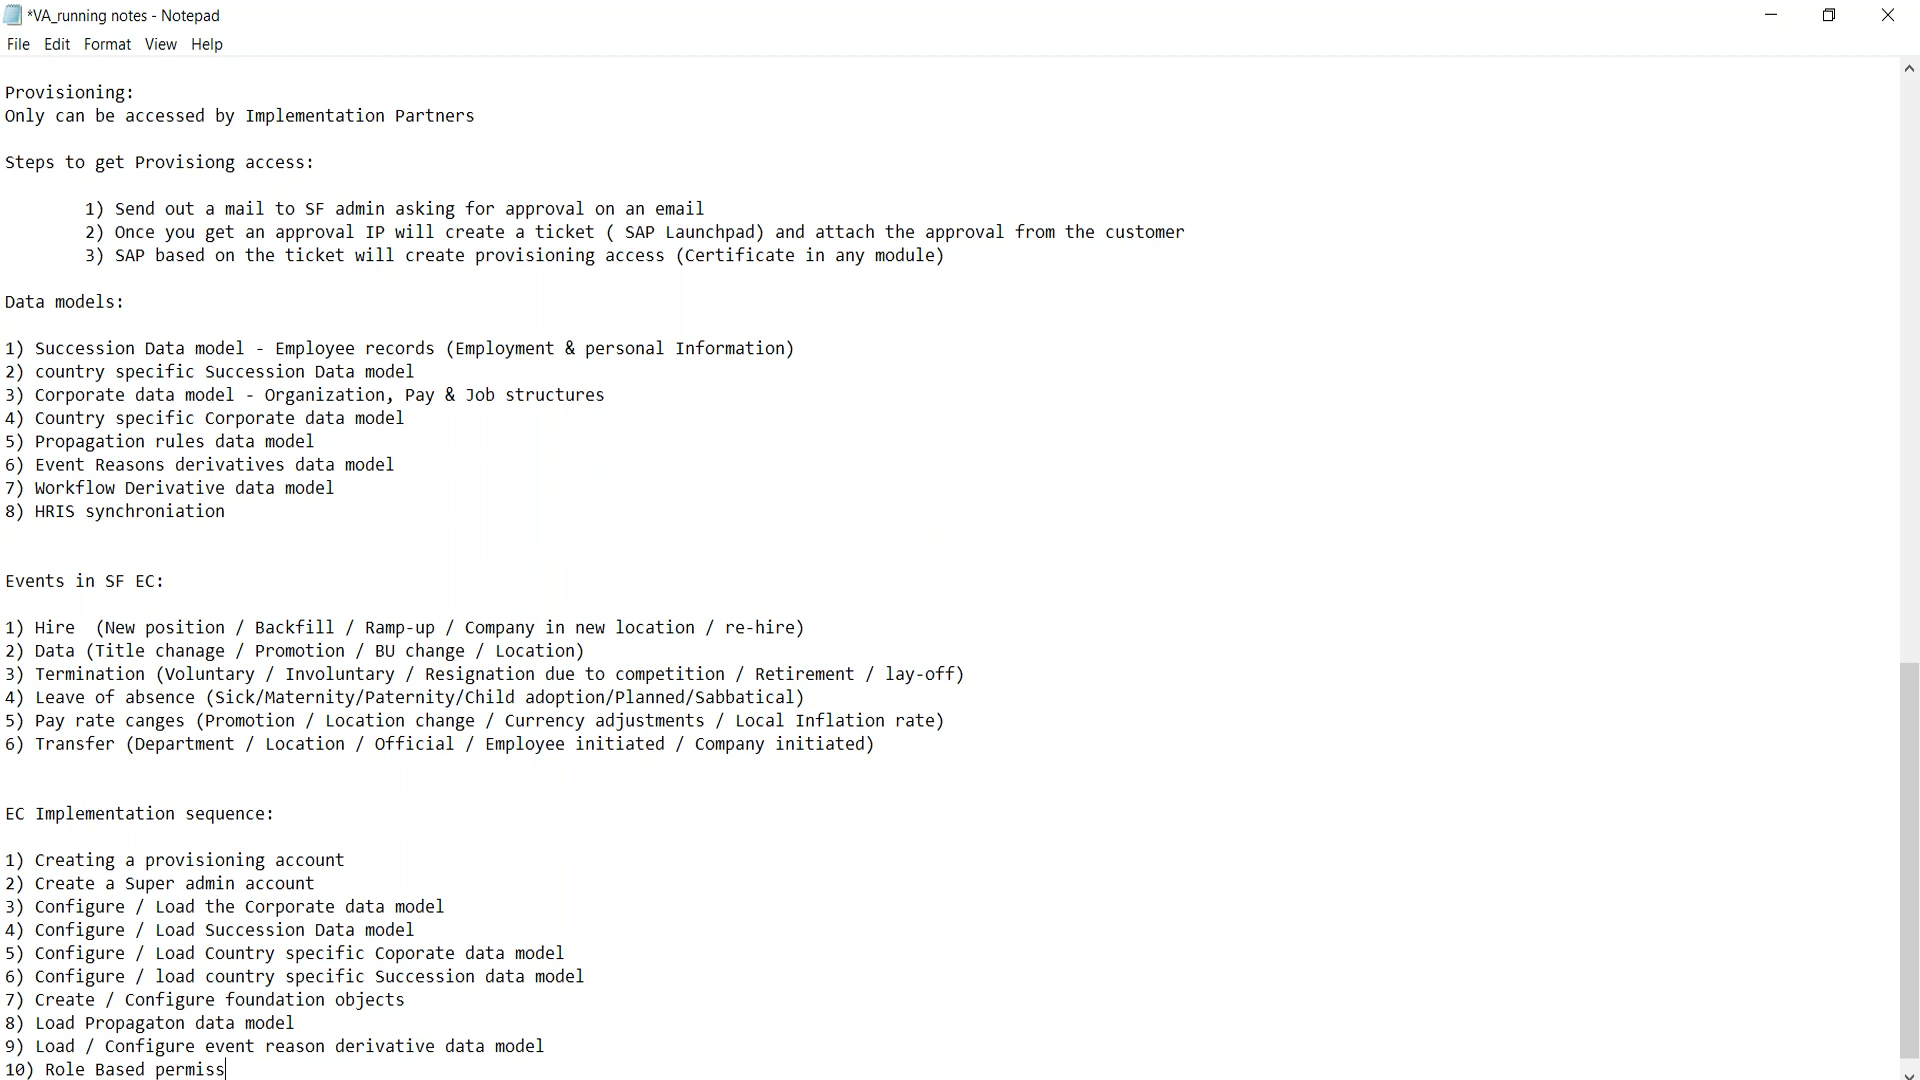 *VA_running notes - Notepad
File Edit Format View Help
Provisioning:
Only can be accessed by Implementation Partners
Steps to get Provisiong access:
1) Send out a mail to SF admin asking for approval on an email
2) Once you get an approval IP will create a ticket ( SAP Launchpad) and attach the approval from the customer
3) SAP based on the ticket will create provisioning access (Certificate in any module)
Data models:
1) Succession Data model - Employee records (Employment & personal Information)
2) country specific Succession Data model
3) Corporate data model - Organization, Pay & Job structures
4) Country specific Corporate data model
5) Propagation rules data model
6) Event Reasons derivatives data model
7) Workflow Derivative data model
8) HRIS synchroniation
Events in SF EC:
1) Hire  (New position / Backfill / Ramp-up / Company in new location / re-hire)
2) Data (Title chanage / Promotion / BU change / Location)
3) Termination (Voluntary / Involuntary / Resignation due to competition / Retirement / lay-off)
4) Leave of absence (Sick/Maternity/Paternity/Child adoption/Planned/Sabbatical)
5) Pay rate canges (Promotion / Location change / Currency adjustments / Local Inflation rate)
6) Transfer (Department / Location / Official / Employee initiated / Company initiated)
EC Implementation sequence:
1) Creating a provisioning account
2) Create a Super admin account
3) Configure / Load the Corporate data model
4) Configure / Load Succession Data model
5) Configure / Load Country specific Coporate data model
6) Configure / load country specific Succession data model
7) Create / Configure foundation objects
8) Load Propagaton data model
9) Load / Configure event reason derivative data model
10) Role Based permiss